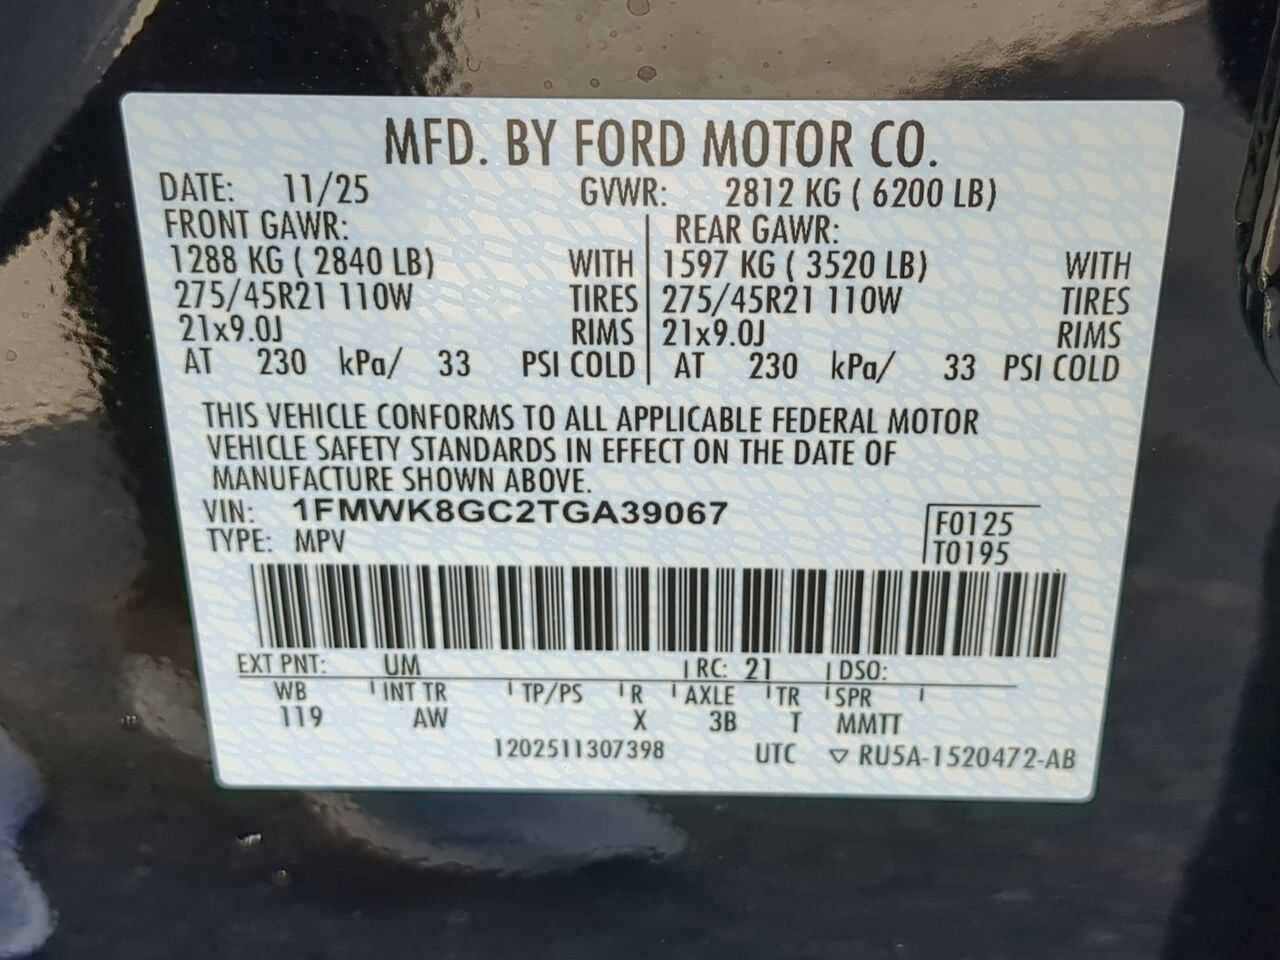 MFD. BY FORD MOTOR CO.
DATE: 11/25 GVWR: 2812 KG ( 6200 LB)
FRONT GAWR: REAR GAWR:
1288 KG ( 2840 LB) WITH 1597 KG ( 3520 LB) WITH
275/45R21 110W TIRES 275/45R21 110W TIRES
21x9.0J RIMS 21x9.0J RIMS
AT 230 kPa/ 33 PSI COLD AT 230 kPa/ 33 PSI COLD
THIS VEHICLE CONFORMS TO ALL APPLICABLE FEDERAL MOTOR
VEHICLE SAFETY STANDARDS IN EFFECT ON THE DATE OF
MANUFACTURE SHOWN ABOVE.
VIN: 1FMWK8GC2TGA39067 F0125
TYPE: MPV T0195
EXT PNT: UM RC: 21 DSO:
WB INT TR TP/PS R AXLE TR SPR
119 AW X 3B T MMTT
1202511307398 UTC ▽ RU5A-1520472-AB